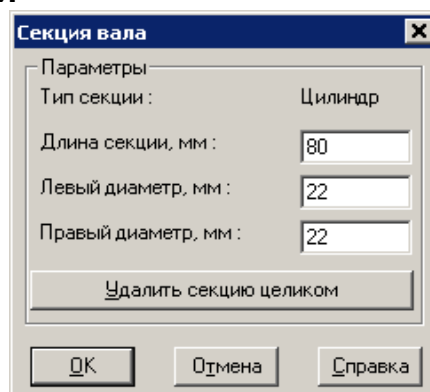 Секция вала
Параметры
Тип секции : Цилиндр
Длина секции, мм : 80
Левый диаметр, мм : 22
Правый диаметр, мм : 22
Удалить секцию целиком
OK Отмена Справка